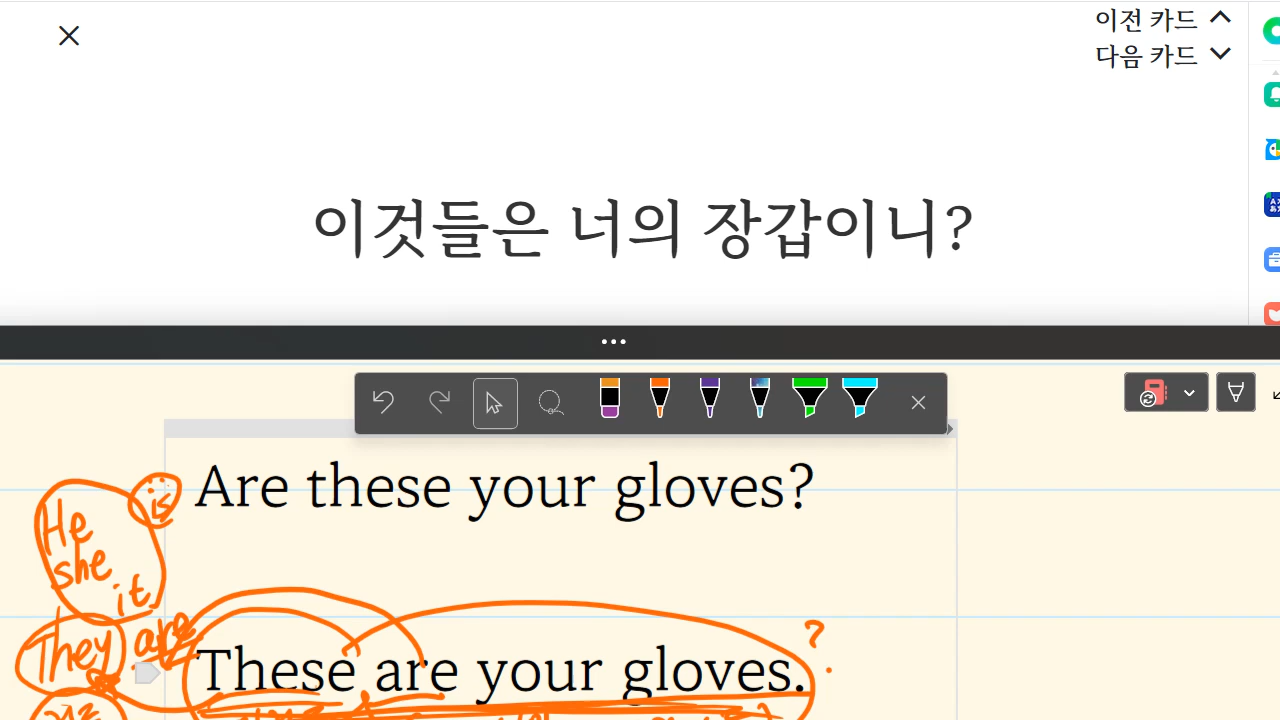 이전 카드
다음 카드
이것들은 너의 장갑이니?
Are these your gloves?
is
He
she
it
They are
These are your gloves.
?